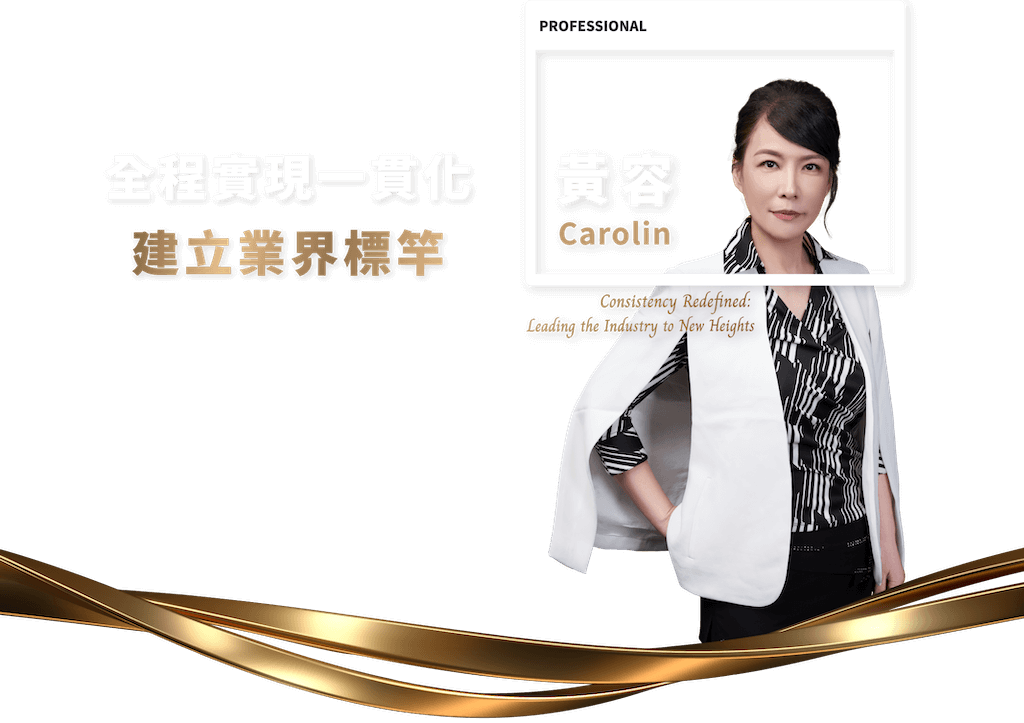 PROFESSIONAL
全程實現一貫化
建立業界標竿
黃容
Carolin
Consistency Redefined:
Leading the Industry to New Heights